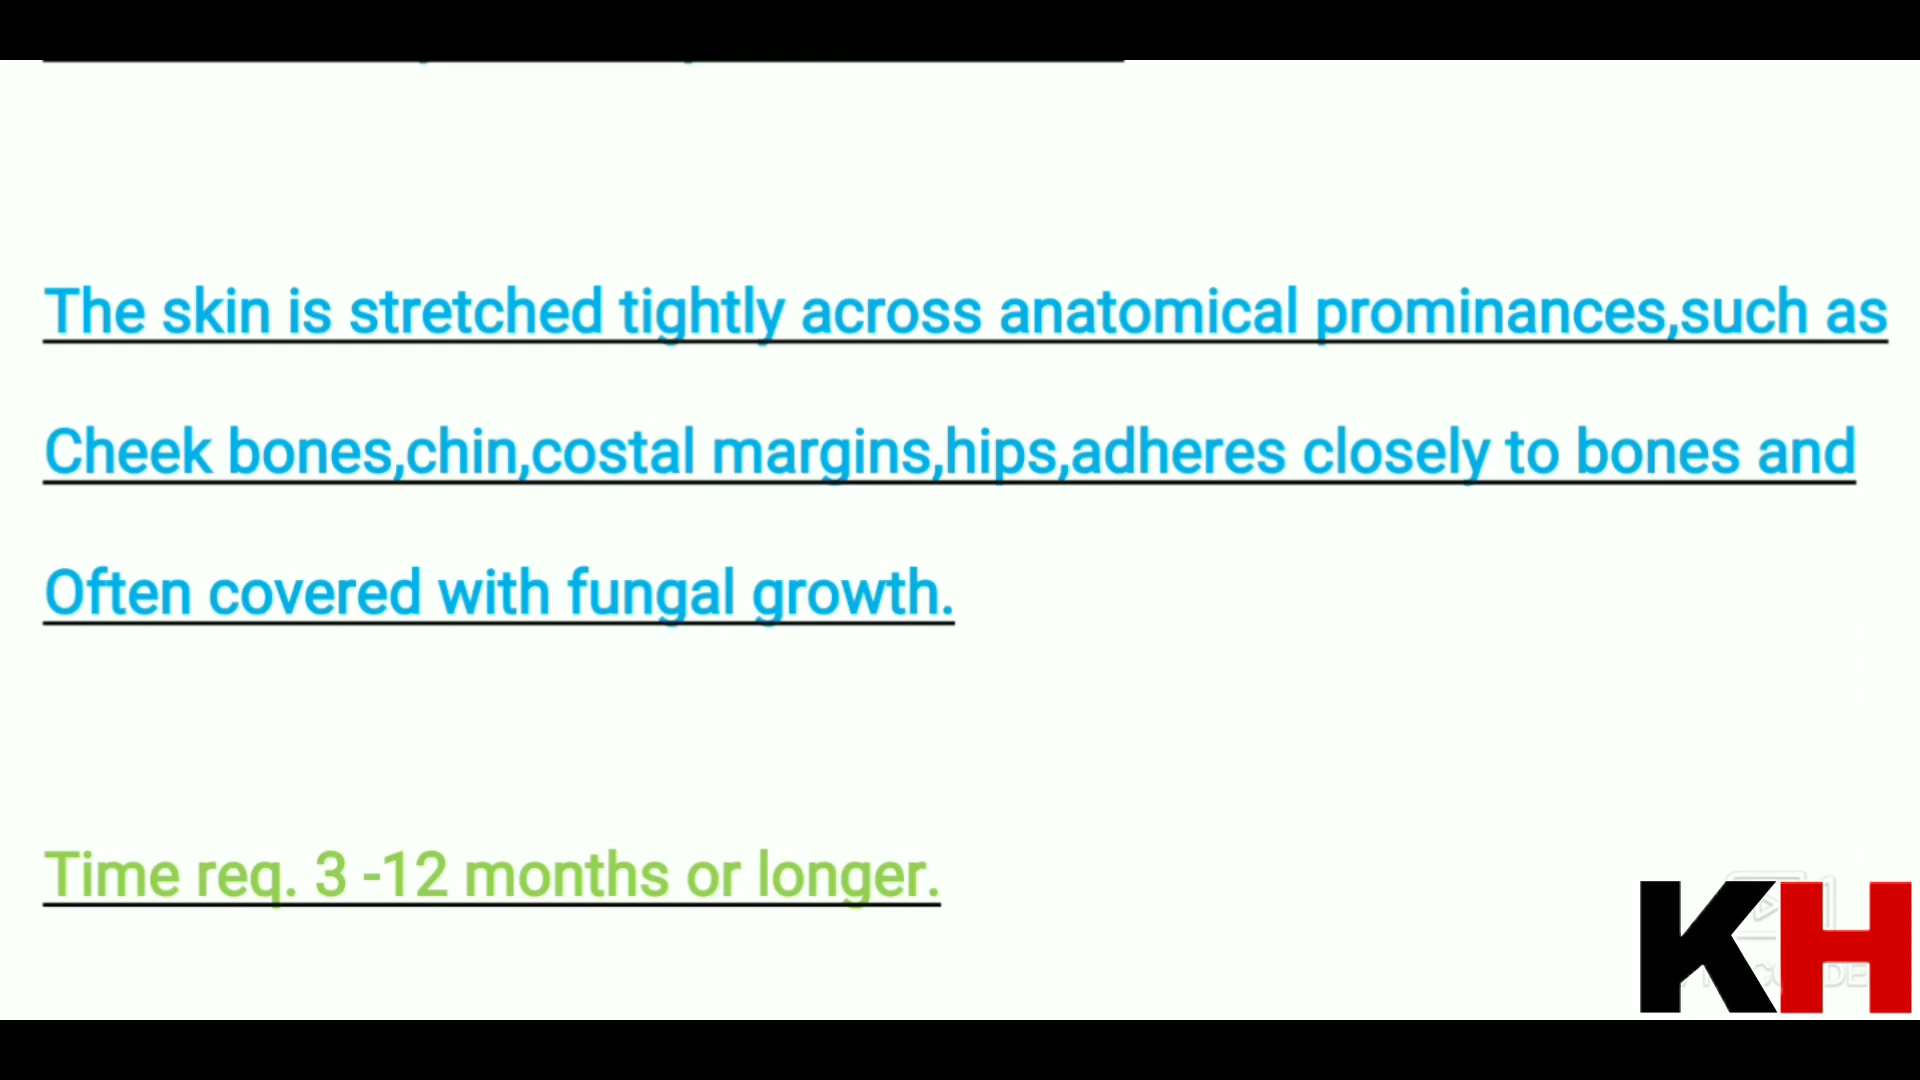 The skin is stretched tightly across anatomical prominances,such as
Cheek bones,chin,costal margins,hips,adheres closely to bones and
Often covered with fungal growth.
Time req. 3 -12 months or longer.
KH